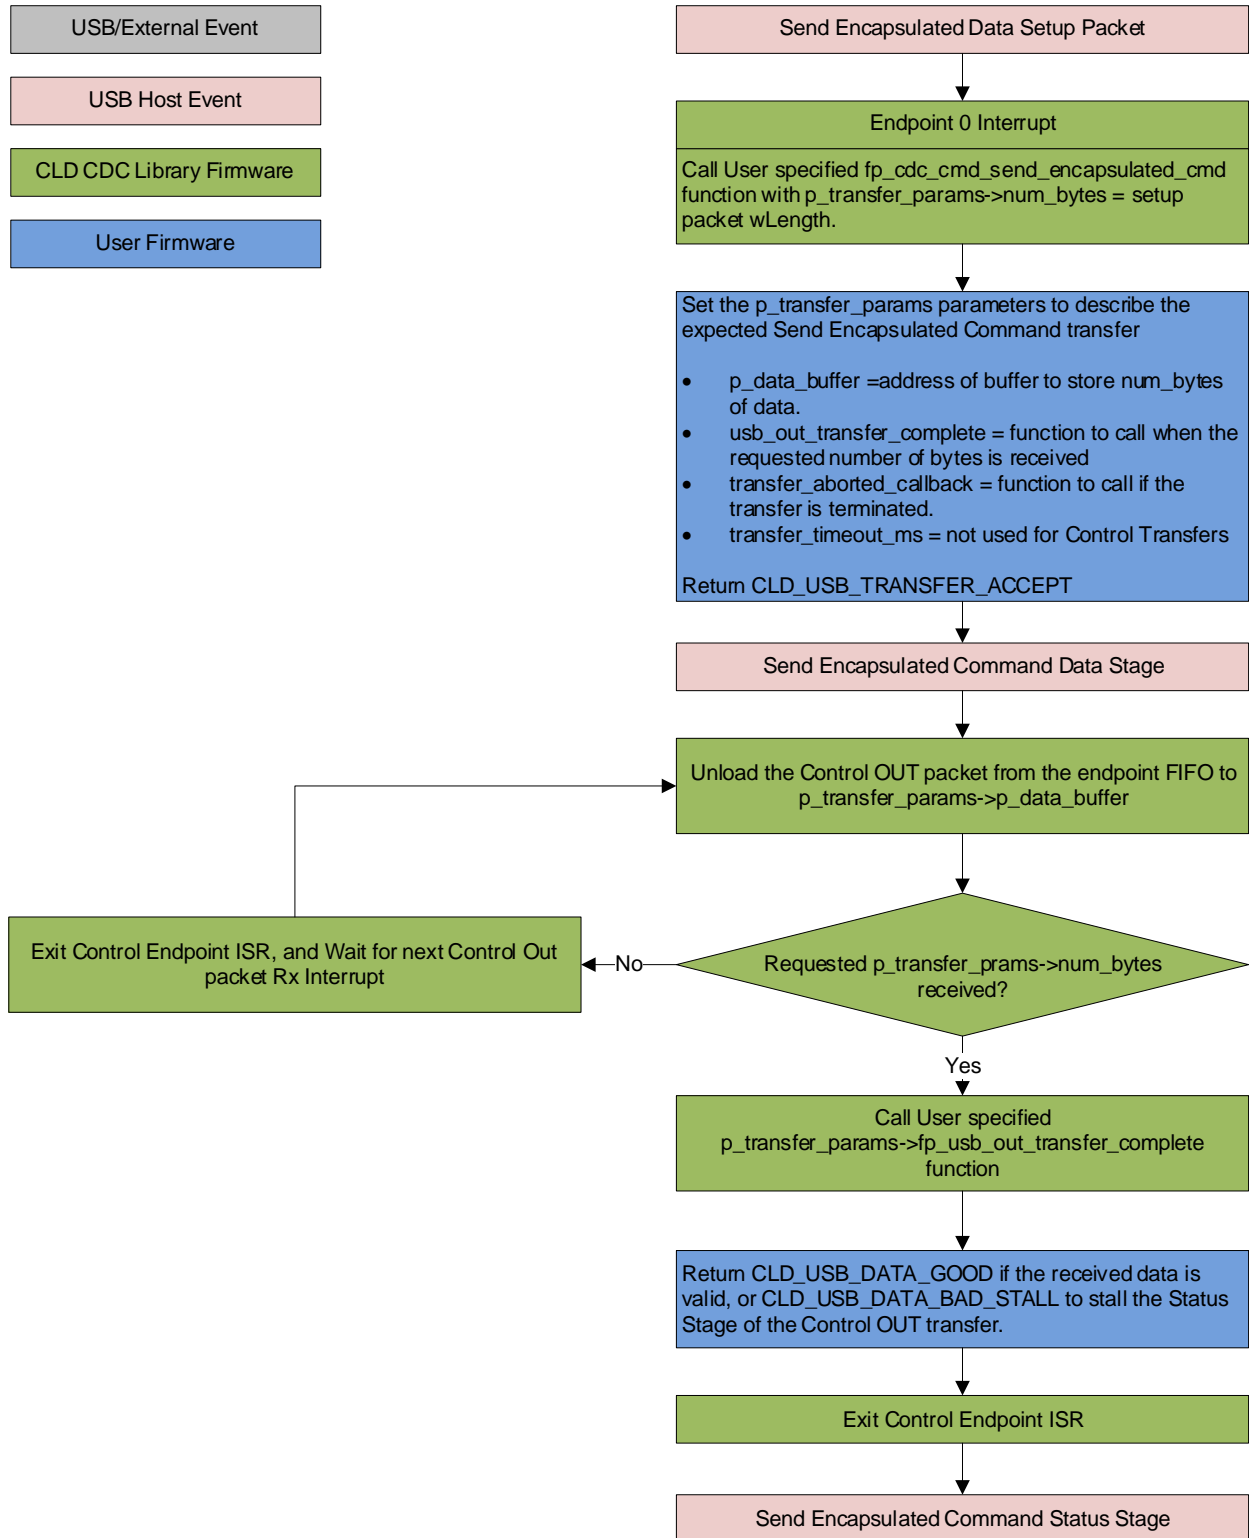 USB/External Event
USB Host Event
CLD CDC Library Firmware
User Firmware
Send Encapsulated Data Setup Packet
Endpoint 0 Interrupt
Call User specified fp_cdc_cmd_send_encapsulated_cmd
function with p_transfer_params->num_bytes = setup
packet wLength.
Set the p_transfer_params parameters to describe the
expected Send Encapsulated Command transfer
• p_data_buffer =address of buffer to store num_bytes
of data.
• usb_out_transfer_complete = function to call when the
requested number of bytes is received
• transfer_aborted_callback = function to call if the
transfer is terminated.
• transfer_timeout_ms = not used for Control Transfers
Return CLD_USB_TRANSFER_ACCEPT
Send Encapsulated Command Data Stage
Unload the Control OUT packet from the endpoint FIFO to
p_transfer_params->p_data_buffer
Exit Control Endpoint ISR, and Wait for next Control Out
packet Rx Interrupt
No
Requested p_transfer_prams->num_bytes
received?
Yes
Call User specified
p_transfer_params->fp_usb_out_transfer_complete
function
Return CLD_USB_DATA_GOOD if the received data is
valid, or CLD_USB_DATA_BAD_STALL to stall the Status
Stage of the Control OUT transfer.
Exit Control Endpoint ISR
Send Encapsulated Command Status Stage